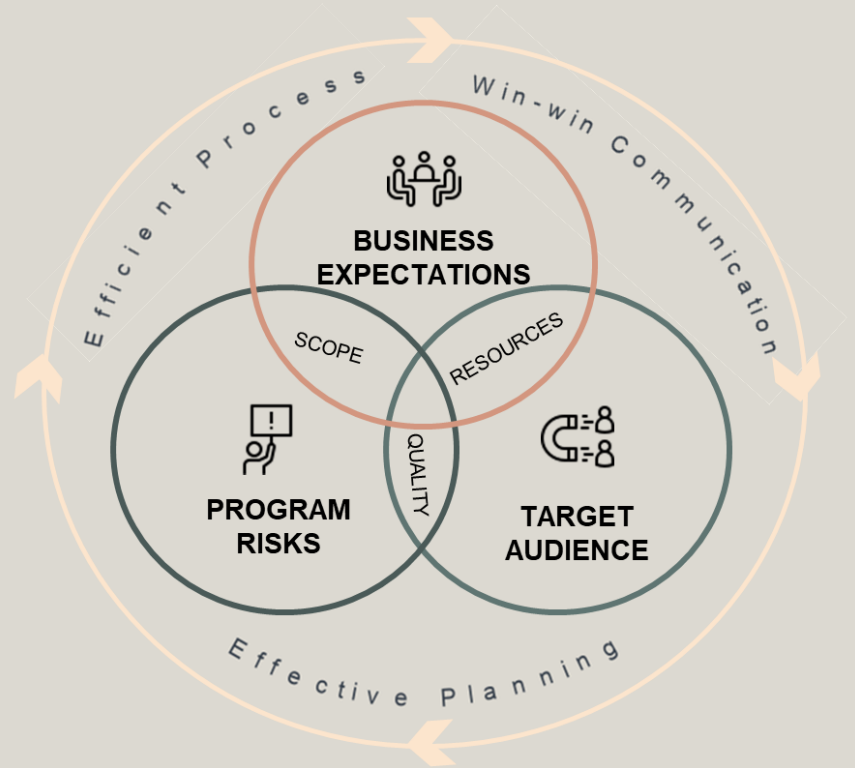 Efficient Process
Win-win Communication
BUSINESS
EXPECTATIONS
SCOPE
RESOURCES
!
QUALITY
PROGRAM
RISKS
TARGET
AUDIENCE
Effective Planning